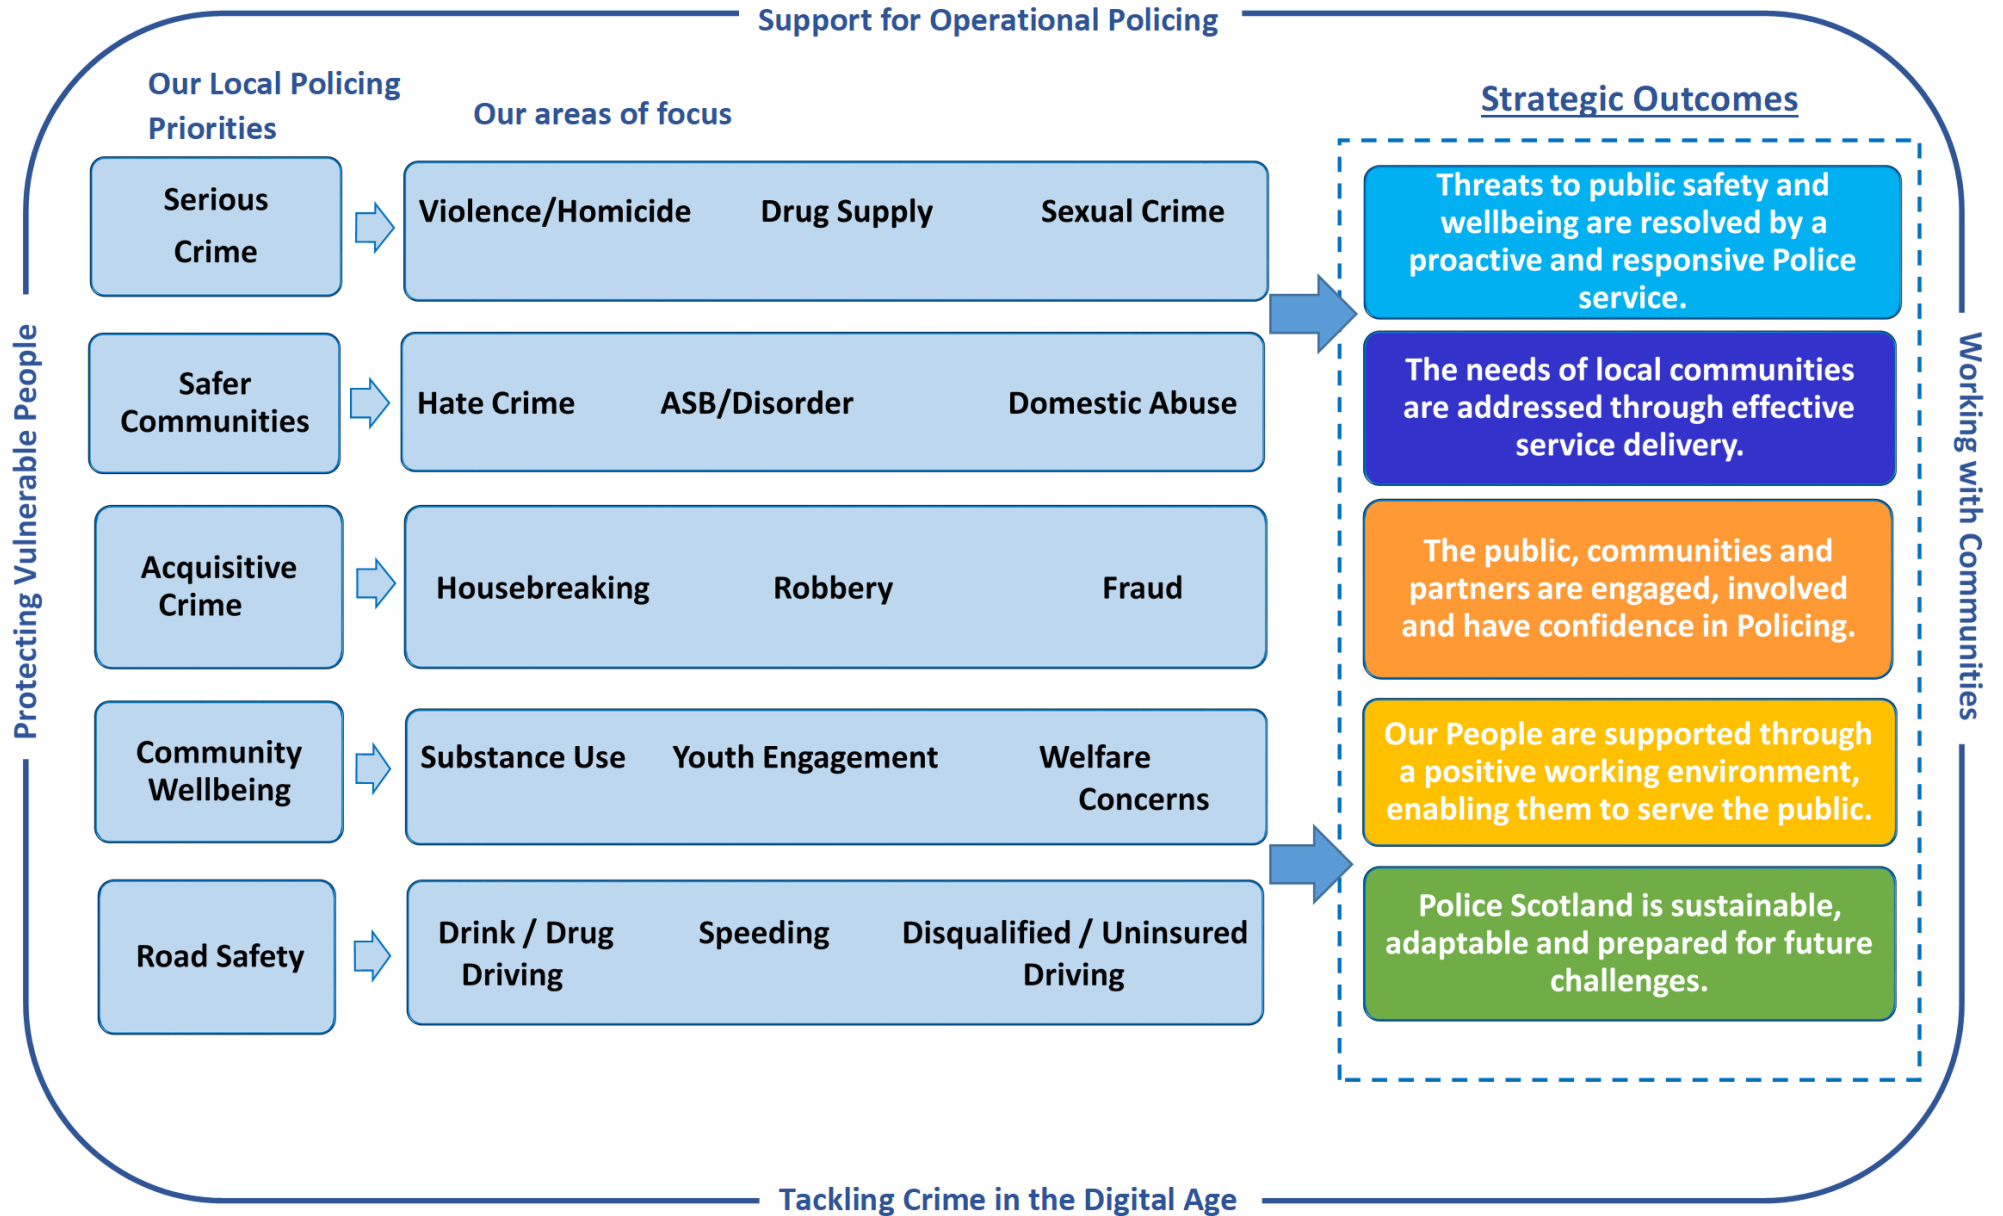 Support for Operational Policing
Our Local Policing
Priorities
Our areas of focus
Strategic Outcomes
Protecting Vulnerable People
Serious
Crime
Violence/Homicide Drug Supply Sexual Crime
Safer
Communities
Hate Crime ASB/Disorder Domestic Abuse
Acquisitive
Crime
Housebreaking Robbery Fraud
Community
Wellbeing
Substance Use Youth Engagement Welfare
Concerns
Road Safety
Drink / Drug Speeding Disqualified / Uninsured
Driving Driving
Threats to public safety and
wellbeing are resolved by a
proactive and responsive Police
service.
The needs of local communities
are addressed through effective
service delivery.
The public, communities and
partners are engaged, involved
and have confidence in Policing.
Our People are supported through
a positive working environment,
enabling them to serve the public.
Police Scotland is sustainable,
adaptable and prepared for future
challenges.
Working with Communities
Tackling Crime in the Digital Age